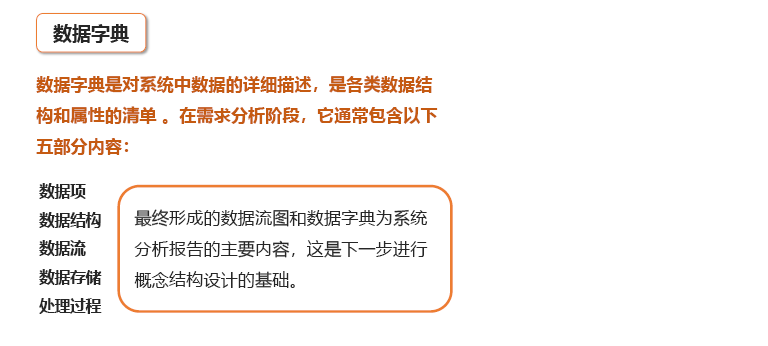 数据字典
数据字典是对系统中数据的详细描述，是各类数据结
构和属性的清单 。在需求分析阶段，它通常包含以下
五部分内容：
数据项
数据结构
数据流
数据存储
处理过程
最终形成的数据流图和数据字典为系统
分析报告的主要内容，这是下一步进行
概念结构设计的基础。